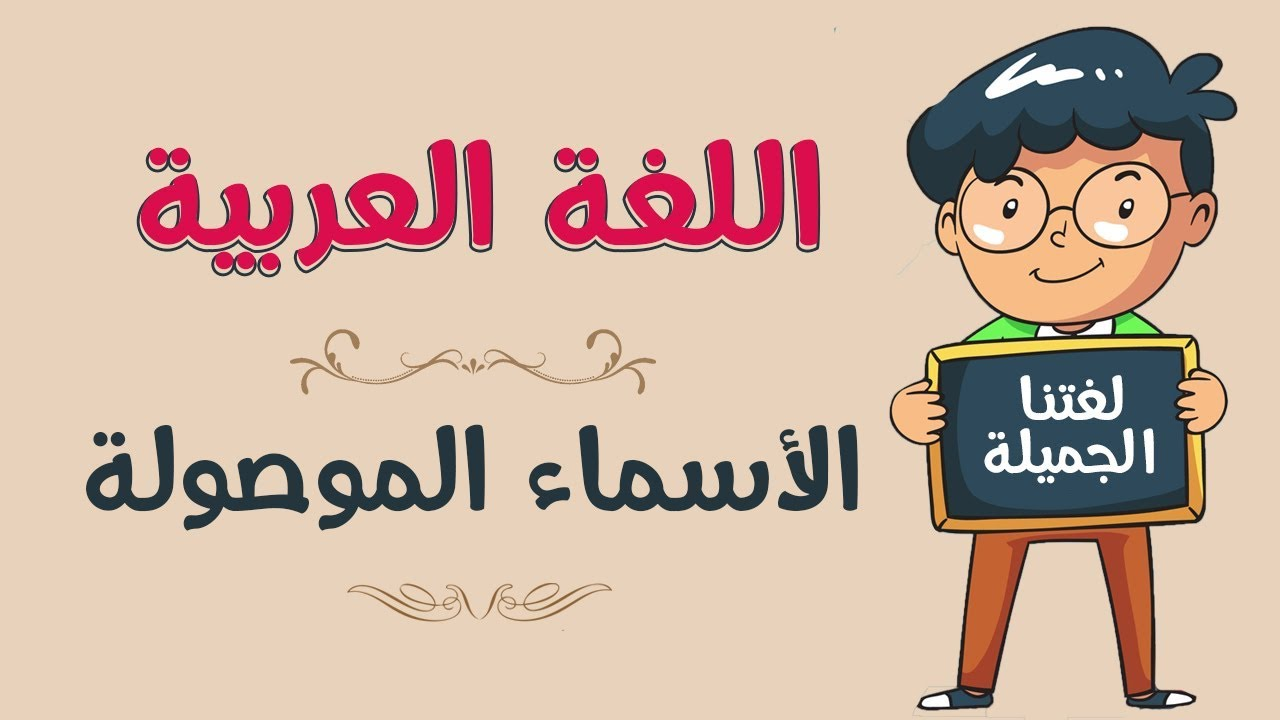 اللغة العربية
الأسماء الموصولة
لغتنا
الجميلة